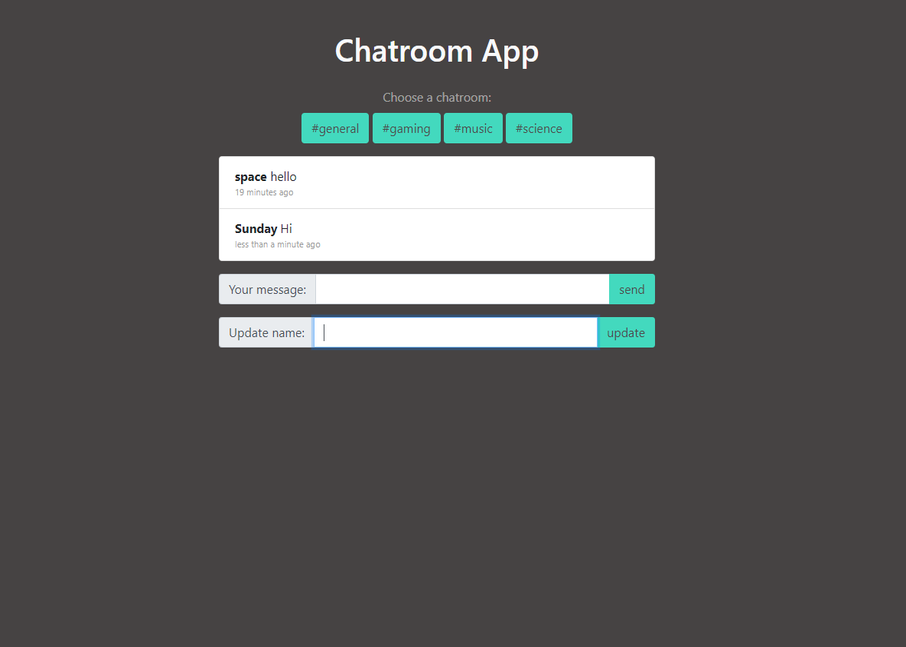 Chatroom App
Choose a chatroom:
#general #gaming #music #science
space hello
19 minutes ago
Sunday Hi
less than a minute ago
Your message: send
Update name: update